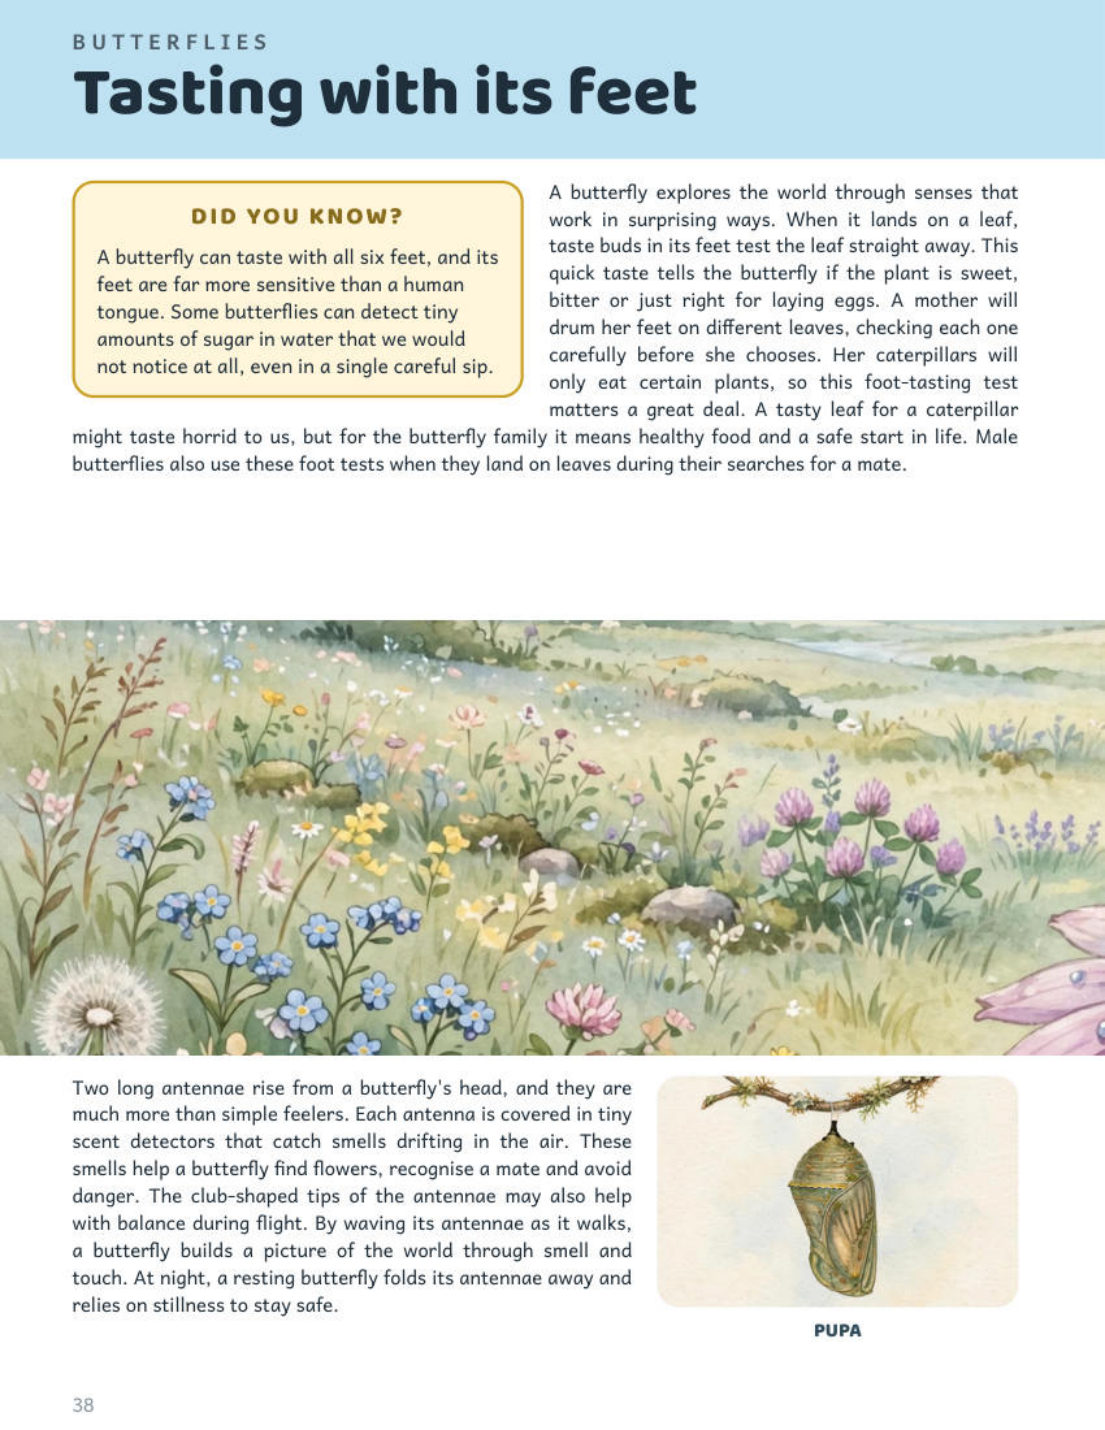 BUTTERFLIES
Tasting with its feet
DID YOU KNOW?
A butterfly can taste with all six feet, and its
feet are far more sensitive than a human
tongue. Some butterflies can detect tiny
amounts of sugar in water that we would
not notice at all, even in a single careful sip.
A butterfly explores the world through senses that
work in surprising ways. When it lands on a leaf,
taste buds in its feet test the leaf straight away. This
quick taste tells the butterfly if the plant is sweet,
bitter or just right for laying eggs. A mother will
drum her feet on different leaves, checking each one
carefully before she chooses. Her caterpillars will
only eat certain plants, so this foot-tasting test
matters a great deal. A tasty leaf for a caterpillar
might taste horrid to us, but for the butterfly family it means healthy food and a safe start in life. Male
butterflies also use these foot tests when they land on leaves during their searches for a mate.
Two long antennae rise from a butterfly's head, and they are
much more than simple feelers. Each antenna is covered in tiny
scent detectors that catch smells drifting in the air. These
smells help a butterfly find flowers, recognise a mate and avoid
danger. The club-shaped tips of the antennae may also help
with balance during flight. By waving its antennae as it walks,
a butterfly builds a picture of the world through smell and
touch. At night, a resting butterfly folds its antennae away and
relies on stillness to stay safe.
PUPA
38